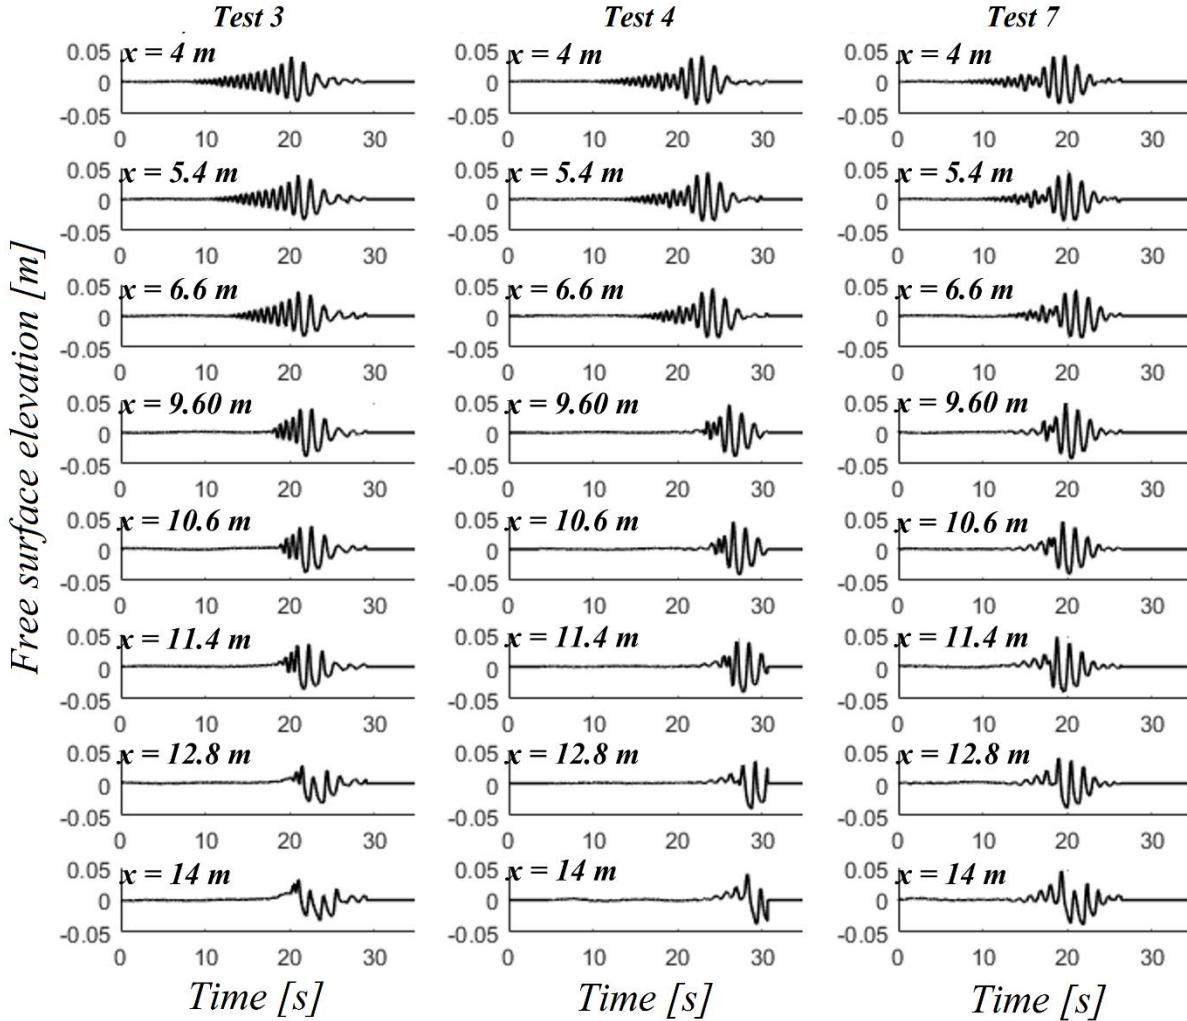 Test 3 Test 4 Test 7
Free surface elevation [m]
0.05 x = 4 m 0.05 x = 4 m 0.05 x = 4 m
0 0 0
-0.05 -0.05 -0.05
0 10 20 30 0 10 20 30 0 10 20 30
0.05 x = 5.4 m 0.05 x = 5.4 m 0.05 x = 5.4 m
0 0 0
-0.05 -0.05 -0.05
0 10 20 30 0 10 20 30 0 10 20 30
0.05 x = 6.6 m 0.05 x = 6.6 m 0.05 x = 6.6 m
0 0 0
-0.05 -0.05 -0.05
0 10 20 30 0 10 20 30 0 10 20 30
0.05 x = 9.60 m 0.05 x = 9.60 m 0.05 x = 9.60 m
0 0 0
-0.05 -0.05 -0.05
0 10 20 30 0 10 20 30 0 10 20 30
0.05 x = 10.6 m 0.05 x = 10.6 m 0.05 x = 10.6 m
0 0 0
-0.05 -0.05 -0.05
0 10 20 30 0 10 20 30 0 10 20 30
0.05 x = 11.4 m 0.05 x = 11.4 m 0.05 x = 11.4 m
0 0 0
-0.05 -0.05 -0.05
0 10 20 30 0 10 20 30 0 10 20 30
0.05 x = 12.8 m 0.05 x = 12.8 m 0.05 x = 12.8 m
0 0 0
-0.05 -0.05 -0.05
0 10 20 30 0 10 20 30 0 10 20 30
0.05 x = 14 m 0.05 x = 14 m 0.05 x = 14 m
0 0 0
-0.05 -0.05 -0.05
0 10 20 30 0 10 20 30 0 10 20 30
Time [s] Time [s] Time [s]